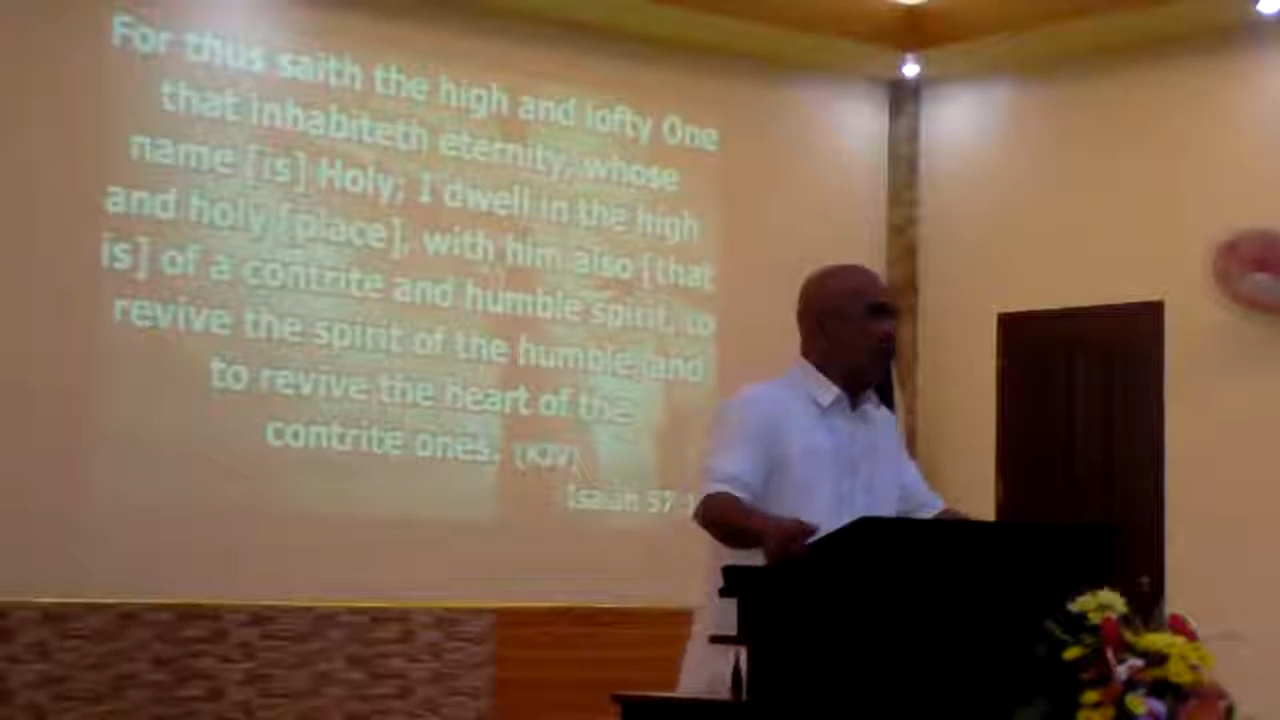 For thus saith the high and lofty One
that inhabiteth eternity, whose
name [is] Holy; I dwell in the high
and holy [place], with him also [that
is] of a contrite and humble spirit, to
revive the spirit of the humble, and
to revive the heart of the
contrite ones. (KJV)
Isaiah 57:1